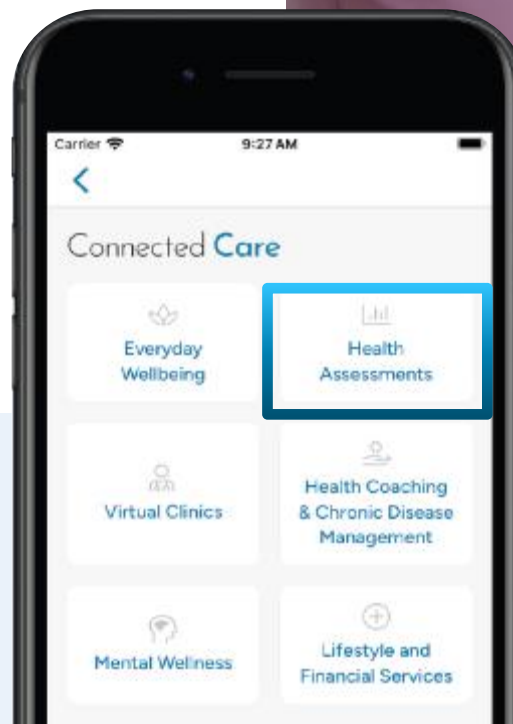 Carrier 9:27 AM
Connected Care
Everyday
Wellbeing
Health
Assessments
Virtual Clinics
Health Coaching
& Chronic Disease
Management
Mental Wellness
Lifestyle and
Financial Services